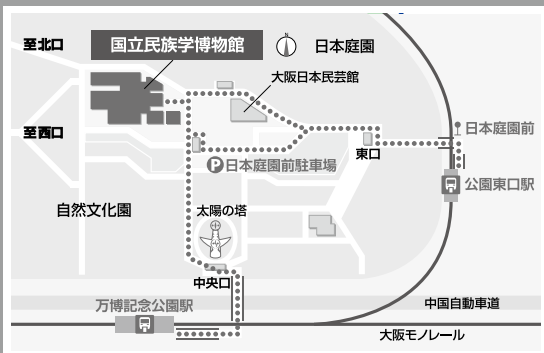 至北口
国立民族学博物館
日本庭園
大阪日本民芸館
至西口
日本庭園前
東口
P日本庭園前駐車場
公園東口駅
自然文化園
太陽の塔
中央口
万博記念公園駅
中国自動車道
大阪モノレール